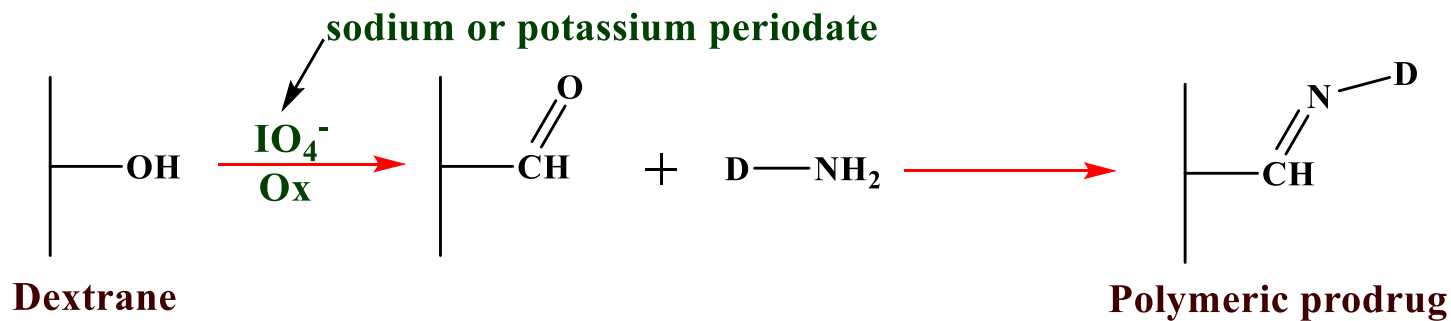 sodium or potassium periodate
IO₄⁻
Ox
OH
O
CH
+
D
NH₂
N
D
CH
Dextrane
Polymeric prodrug